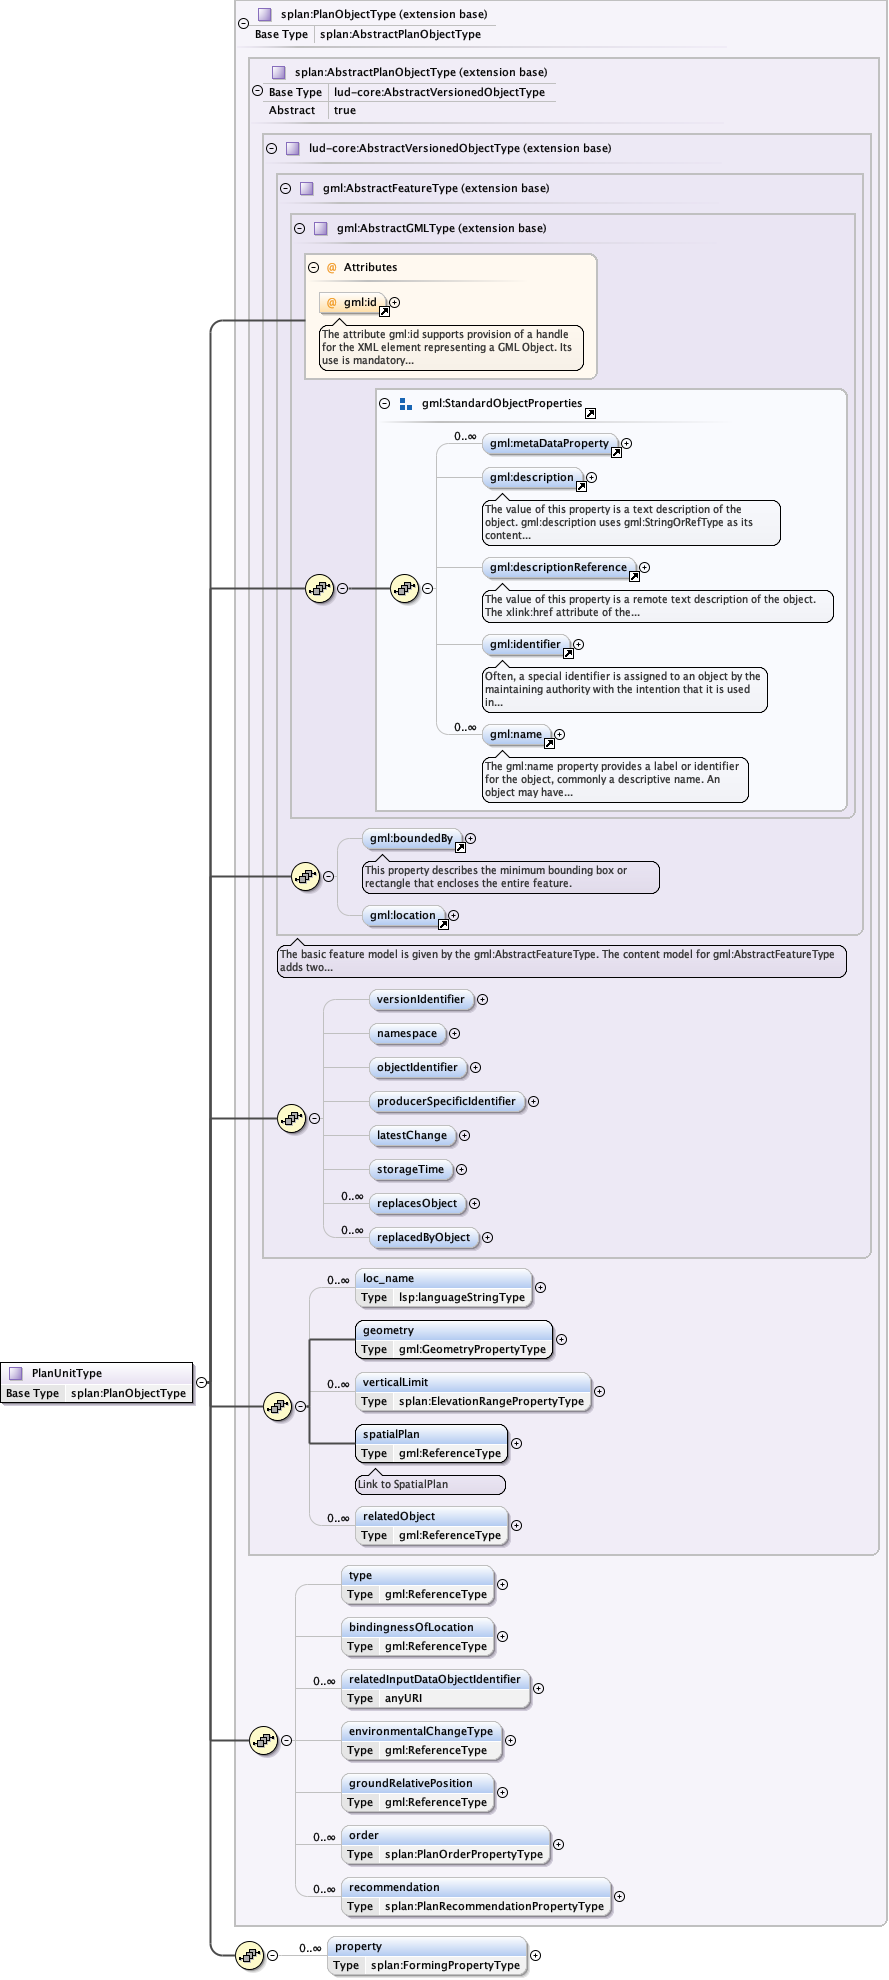 splan:PlanObjectType (extension base)
Base Type splan:AbstractPlanObjectType
splan:AbstractPlanObjectType (extension base)
Base Type lud-core:AbstractVersionedObjectType
Abstract true
lud-core:AbstractVersionedObjectType (extension base)
gml:AbstractFeatureType (extension base)
gml:AbstractGMLType (extension base)
@ Attributes
@ gml:id
The attribute gml:id supports provision of a handle
for the XML element representing a GML Object. Its
use is mandatory...
gml:StandardObjectProperties
0..∞ gml:metaDataProperty
gml:description
The value of this property is a text description of the
object. gml:description uses gml:StringOrRefType as its
content...
gml:descriptionReference
The value of this property is a remote text description of the object.
The xlink:href attribute of the...
gml:identifier
Often, a special identifier is assigned to an object by the
maintaining authority with the intention that it is used
in...
0..∞ gml:name
The gml:name property provides a label or identifier
for the object, commonly a descriptive name. An
object may have...
gml:boundedBy
This property describes the minimum bounding box or
rectangle that encloses the entire feature.
gml:location
The basic feature model is given by the gml:AbstractFeatureType. The content model for gml:AbstractFeatureType
adds two...
versionIdentifier
namespace
objectIdentifier
producerSpecificIdentifier
latestChange
storageTime
0..∞ replacesObject
0..∞ replacedByObject
0..∞ loc_name
Type lsp:languageStringType
geometry
Type gml:GeometryPropertyType
PlanUnitType
Base Type splan:PlanObjectType
0..∞ verticalLimit
Type splan:ElevationRangePropertyType
spatialPlan
Type gml:ReferenceType
Link to SpatialPlan
0..∞ relatedObject
Type gml:ReferenceType
type
Type gml:ReferenceType
bindingnessOfLocation
Type gml:ReferenceType
0..∞ relatedInputDataObjectIdentifier
Type anyURI
environmentalChangeType
Type gml:ReferenceType
groundRelativePosition
Type gml:ReferenceType
0..∞ order
Type splan:PlanOrderPropertyType
0..∞ recommendation
Type splan:PlanRecommendationPropertyType
0..∞ property
Type splan:FormingPropertyType